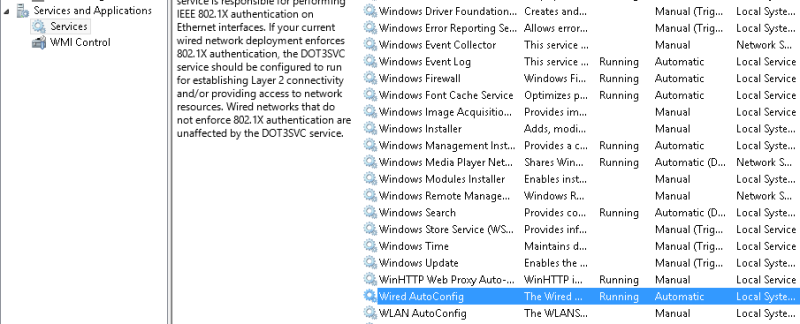 Services and Applications
Services
WMI Control
service is responsible for performing
IEEE 802.1X authentication on
Ethernet interfaces. If your current
wired network deployment enforces
802.1X authentication, the DOT3SVC
service should be configured to run
for establishing Layer 2 connectivity
and/or providing access to network
resources. Wired networks that do
not enforce 802.1X authentication are
unaffected by the DOT3SVC service.
Windows Driver Foundation... Creates and... Manual (Trig... Local Syste...
Windows Error Reporting Se... Allows error... Manual (Trig... Local Syste...
Windows Event Collector This service ... Manual Network S...
Windows Event Log This service ... Running Automatic Local Service
Windows Firewall Windows Fi... Running Automatic Local Service
Windows Font Cache Service Optimizes p... Running Automatic Local Service
Windows Image Acquisitio... Provides im... Manual Local Service
Windows Installer Adds, modi... Manual Local Syste...
Windows Management Inst... Provides a c... Running Automatic Local Syste...
Windows Media Player Net... Shares Win... Running Automatic (D... Network S...
Windows Modules Installer Enables inst... Manual Local Syste...
Windows Remote Manage... Windows R... Manual Network S...
Windows Search Provides co... Running Automatic (D... Local Syste...
Windows Store Service (WS... Provides inf... Manual (Trig... Local Service
Windows Time Maintains d... Manual (Trig... Local Service
Windows Update Enables the ... Manual (Trig... Local Syste...
WinHTTP Web Proxy Auto-... WinHTTP i... Running Manual Local Service
Wired AutoConfig The Wired ... Running Automatic Local Syste...
WLAN AutoConfig The WLANS... Manual Local Syste...